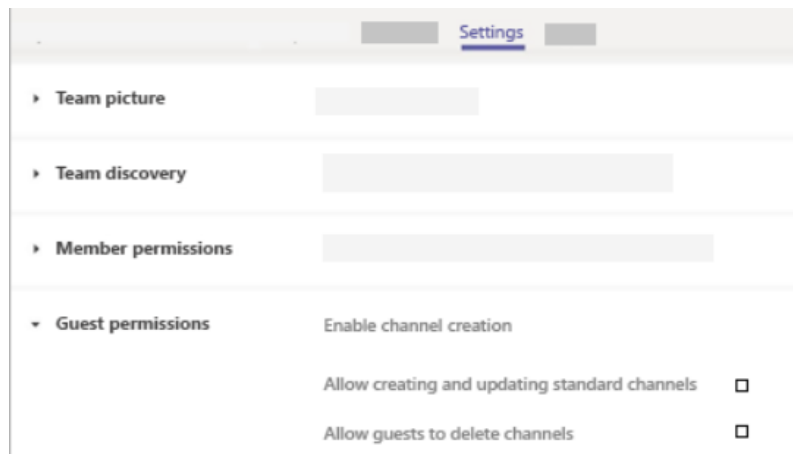 Settings
Team picture
Team discovery
Member permissions
Guest permissions
Enable channel creation
Allow creating and updating standard channels
Allow guests to delete channels